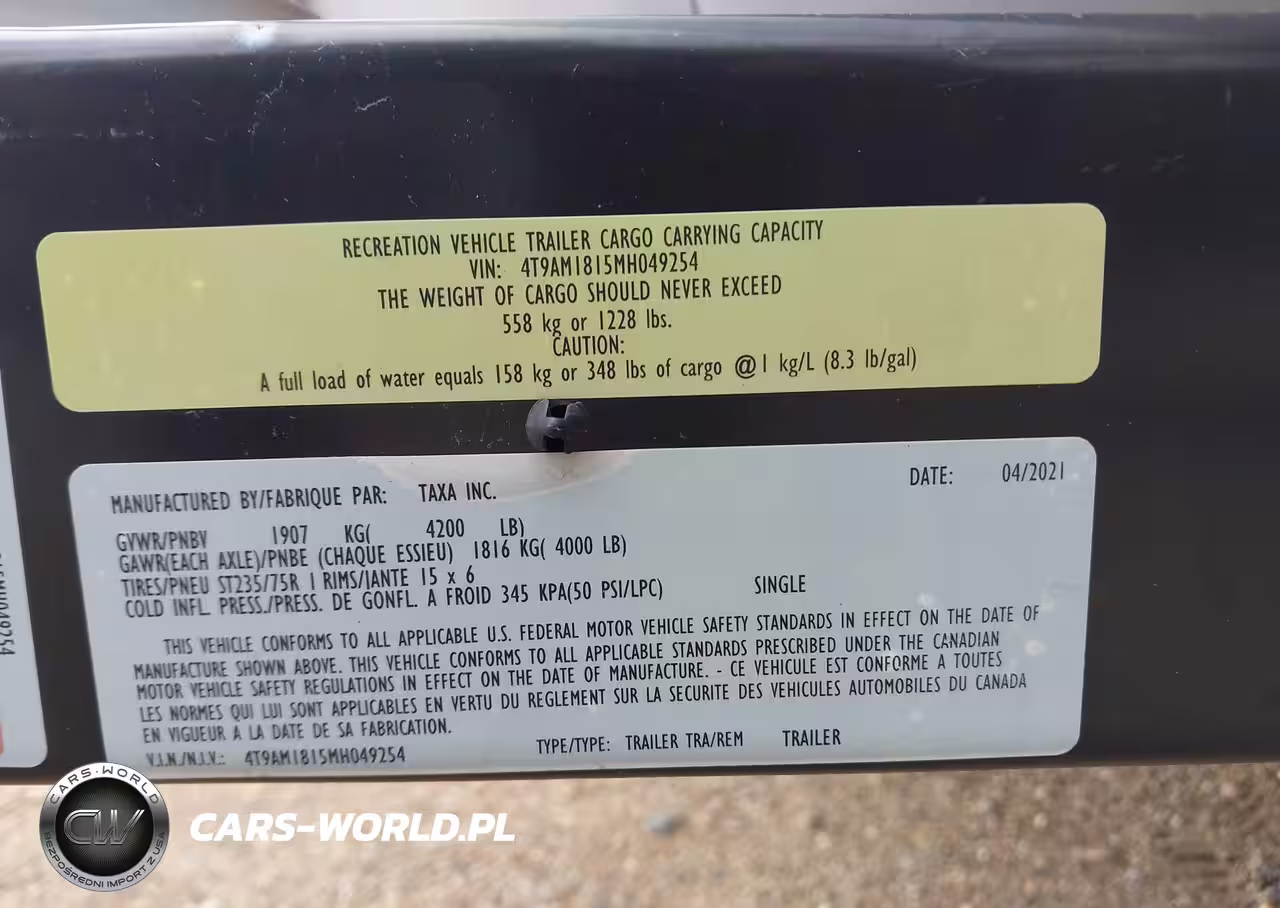 RECREATION VEHICLE TRAILER CARGO CARRYING CAPACITY
VIN: 4T9AM1815MH049254
THE WEIGHT OF CARGO SHOULD NEVER EXCEED
558 kg or 1228 lbs.
CAUTION:
A full load of water equals 158 kg or 348 lbs of cargo @1 kg/L (8.3 lb/gal)
MANUFACTURED BY/FABRIQUE PAR: TAXA INC. DATE: 04/2021
GVWR/PNBV 1907 KG( 4200 LB)
GAWR(EACH AXLE)/PNBE (CHAQUE ESSIEU) 1816 KG( 4000 LB)
TIRES/PNEU ST235/75R 1 RIMS/JANTE 15 x 6
COLD INFL. PRESS./PRESS. DE GONFL. A FROID 345 KPA(50 PSI/LPC) SINGLE
THIS VEHICLE CONFORMS TO ALL APPLICABLE U.S. FEDERAL MOTOR VEHICLE SAFETY STANDARDS IN EFFECT ON THE DATE OF
MANUFACTURE SHOWN ABOVE. THIS VEHICLE CONFORMS TO ALL APPLICABLE STANDARDS PRESCRIBED UNDER THE CANADIAN
MOTOR VEHICLE SAFETY REGULATIONS IN EFFECT ON THE DATE OF MANUFACTURE. - CE VEHICULE EST CONFORME A TOUTES
LES NORMES QUI LUI SONT APPLICABLES EN VERTU DU REGLEMENT SUR LA SECURITE DES VEHICULES AUTOMOBILES DU CANADA
EN VIGUEUR A LA DATE DE SA FABRICATION.
V.I.N./N.I.V.: 4T9AM1815MH049254 TYPE/TYPE: TRAILER TRA/REM TRAILER
CARS-WORLD
CW
BEZPOŚREDNI IMPORT Z USA
CARS-WORLD.PL